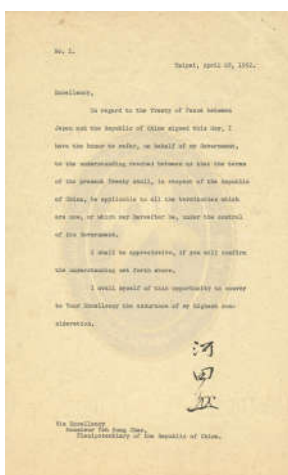 No. 1.
Taipei, April 28, 1952.
Excellency,
In regard to the Treaty of Peace between
Japan and the Republic of China signed this day, I
have the honor to refer, on behalf of my Government,
to the understanding reached between us that the terms
of the present Treaty shall, in respect of the Republic
of China, be applicable to all the territories which
are now, or which may hereafter be, under the control
of its Government.
I shall be appreciative, if you will confirm
the understanding set forth above.
I avail myself of this opportunity to convey
to Your Excellency the assurance of my highest con-
sideration.
河
田
烈
His Excellency
Monsieur Yeh Kung Chao,
Plenipotentiary of the Republic of China.